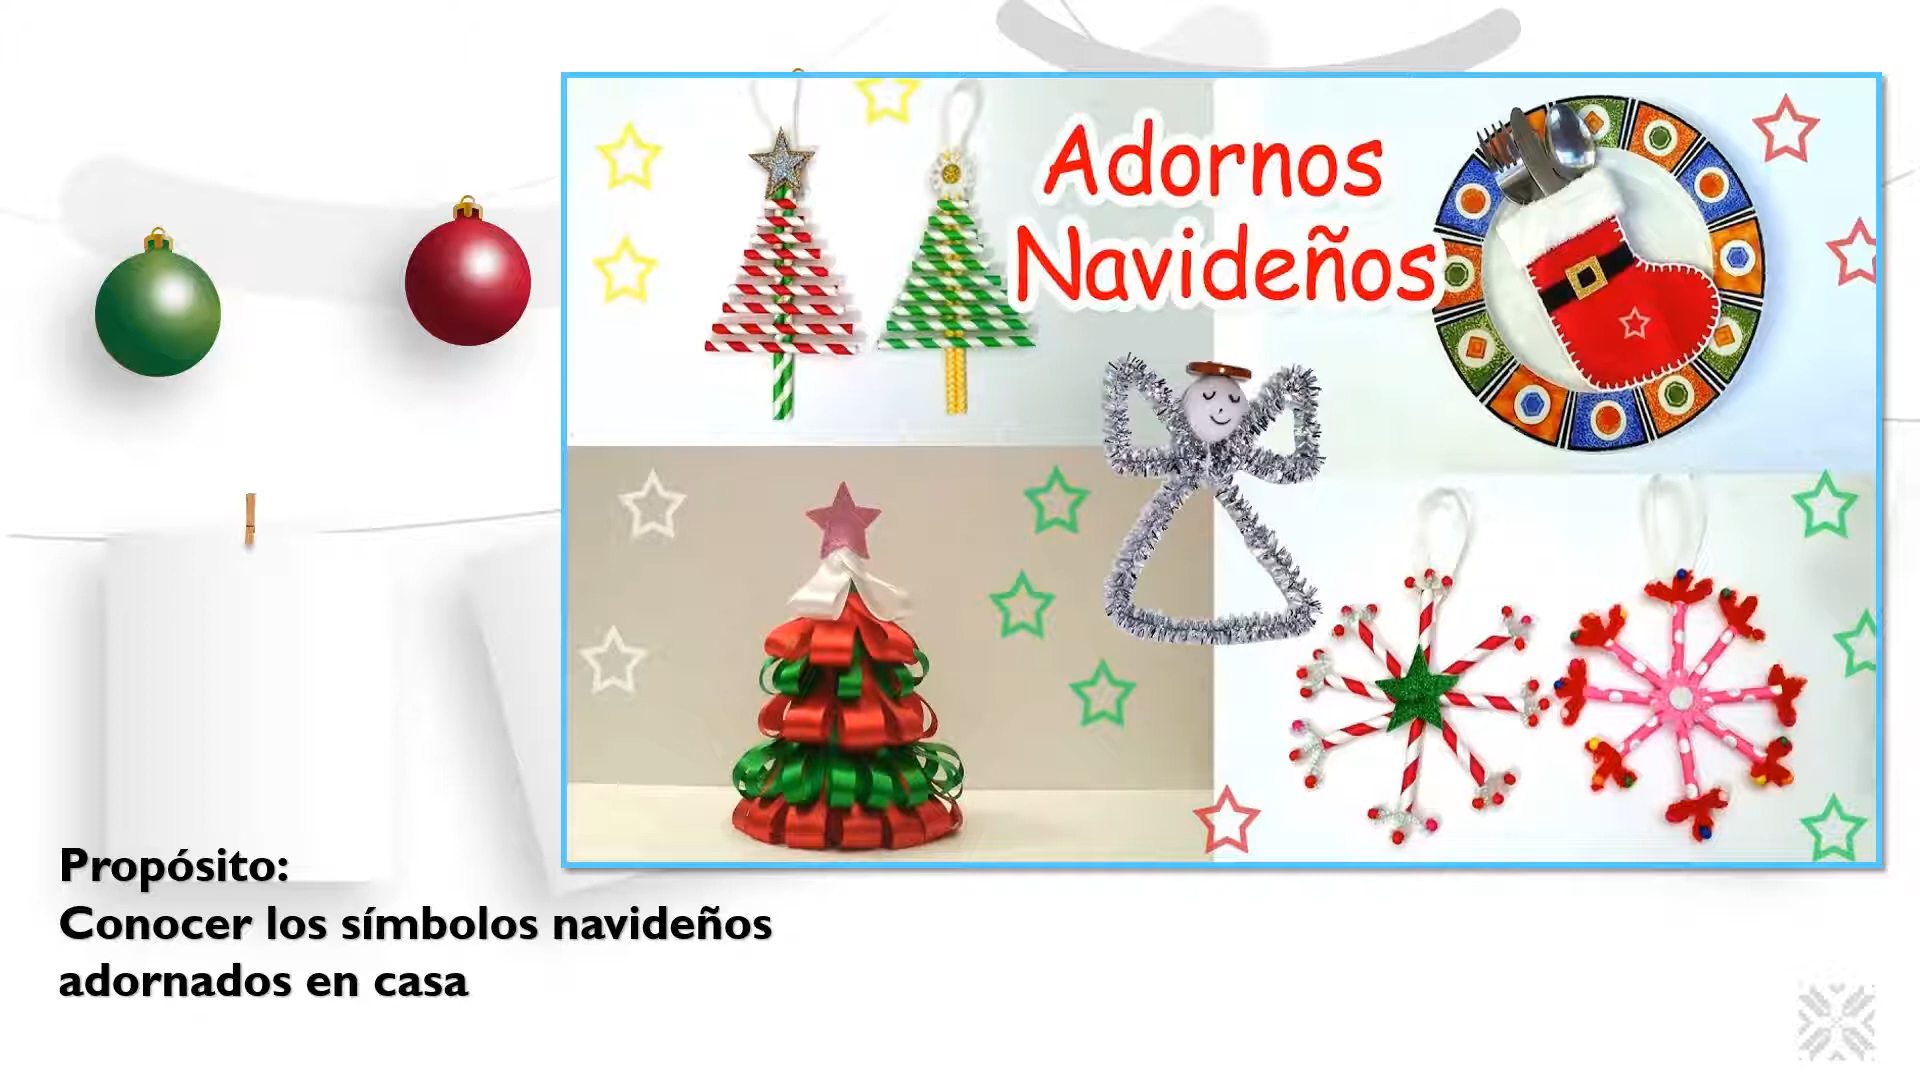 Adornos
Navideños
Propósito:
Conocer los símbolos navideños
adornados en casa